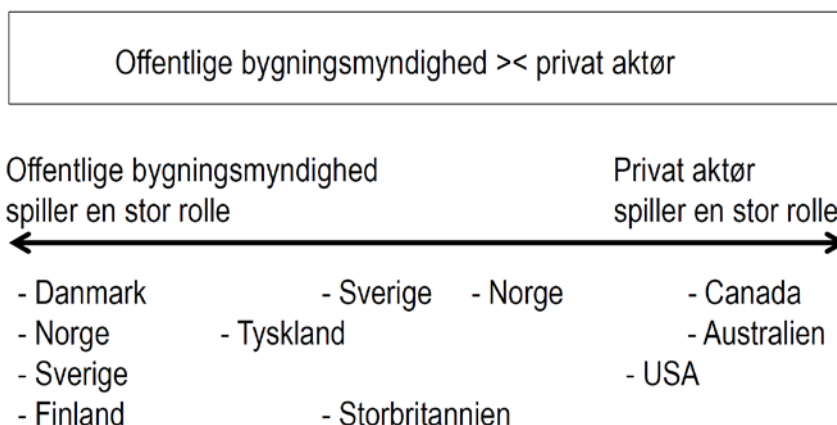 Offentlige bygningsmyndighed >< privat aktør
Offentlige bygningsmyndighed
spiller en stor rolle
Privat aktør
spiller en stor rolle
- Danmark - Sverige - Norge - Canada
- Norge - Tyskland - Australien
- Sverige - USA
- Finland - Storbritannien